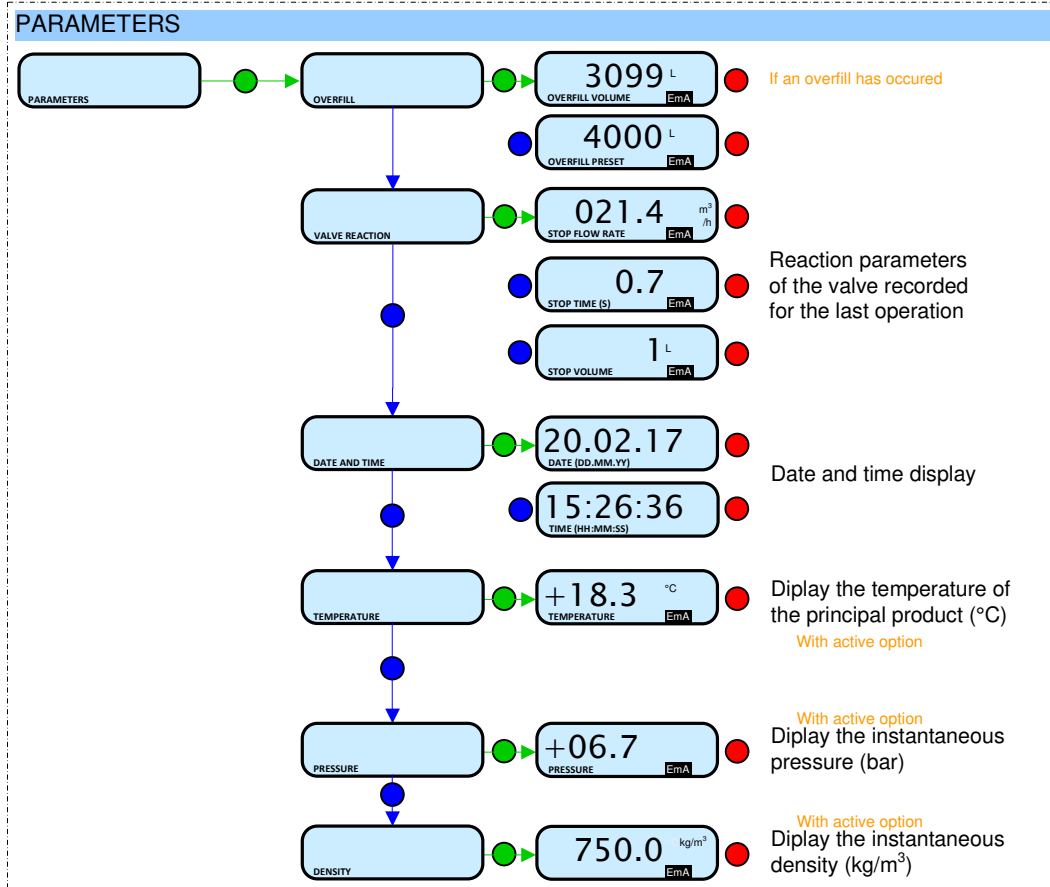 PARAMETERS
PARAMETERS
OVERFILL
3099 L
OVERFILL VOLUME EmA
If an overfill has occured
4000 L
OVERFILL PRESET EmA
VALVE REACTION
021.4 m³
/h
STOP FLOW RATE EmA
0.7
STOP TIME (S) EmA
1 L
STOP VOLUME EmA
Reaction parameters
of the valve recorded
for the last operation
DATE AND TIME
20.02.17
DATE (DD.MM.YY)
15:26:36
TIME (HH:MM:SS)
Date and time display
TEMPERATURE
+18.3 °C
TEMPERATURE EmA
Diplay the temperature of
the principal product (°C)
With active option
PRESSURE
+06.7
PRESSURE EmA
With active option
Diplay the instantaneous
pressure (bar)
DENSITY
750.0 kg/m³
EmA
With active option
Diplay the instantaneous
density (kg/m³)